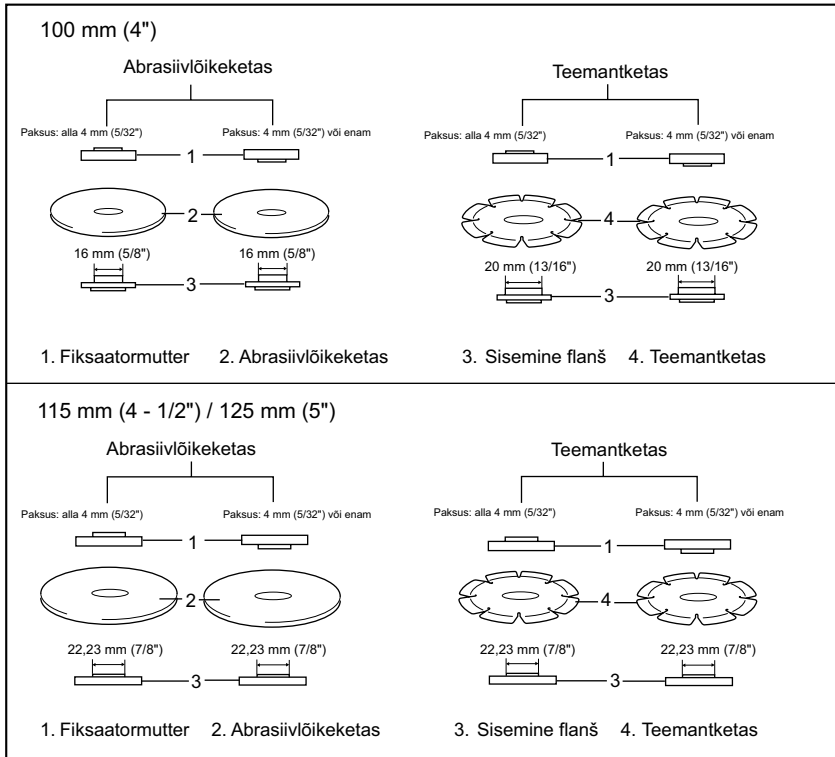 100 mm (4")
Abrasiivlõikeketas
Teemantketas
Paksus: alla 4 mm (5/32")
Paksus: 4 mm (5/32") või enam
Paksus: alla 4 mm (5/32")
Paksus: 4 mm (5/32") või enam
1
1
2
4
16 mm (5/8")
16 mm (5/8")
20 mm (13/16")
20 mm (13/16")
3
3
1. Fiksaatormutter 2. Abrasiivlõikeketas 3. Sisemine flanš 4. Teemantketas
115 mm (4 - 1/2") / 125 mm (5")
Abrasiivlõikeketas
Teemantketas
Paksus: alla 4 mm (5/32")
Paksus: 4 mm (5/32") või enam
Paksus: alla 4 mm (5/32")
Paksus: 4 mm (5/32") või enam
1
1
2
4
22,23 mm (7/8")
22,23 mm (7/8")
22,23 mm (7/8")
22,23 mm (7/8")
3
3
1. Fiksaatormutter 2. Abrasiivlõikeketas 3. Sisemine flanš 4. Teemantketas